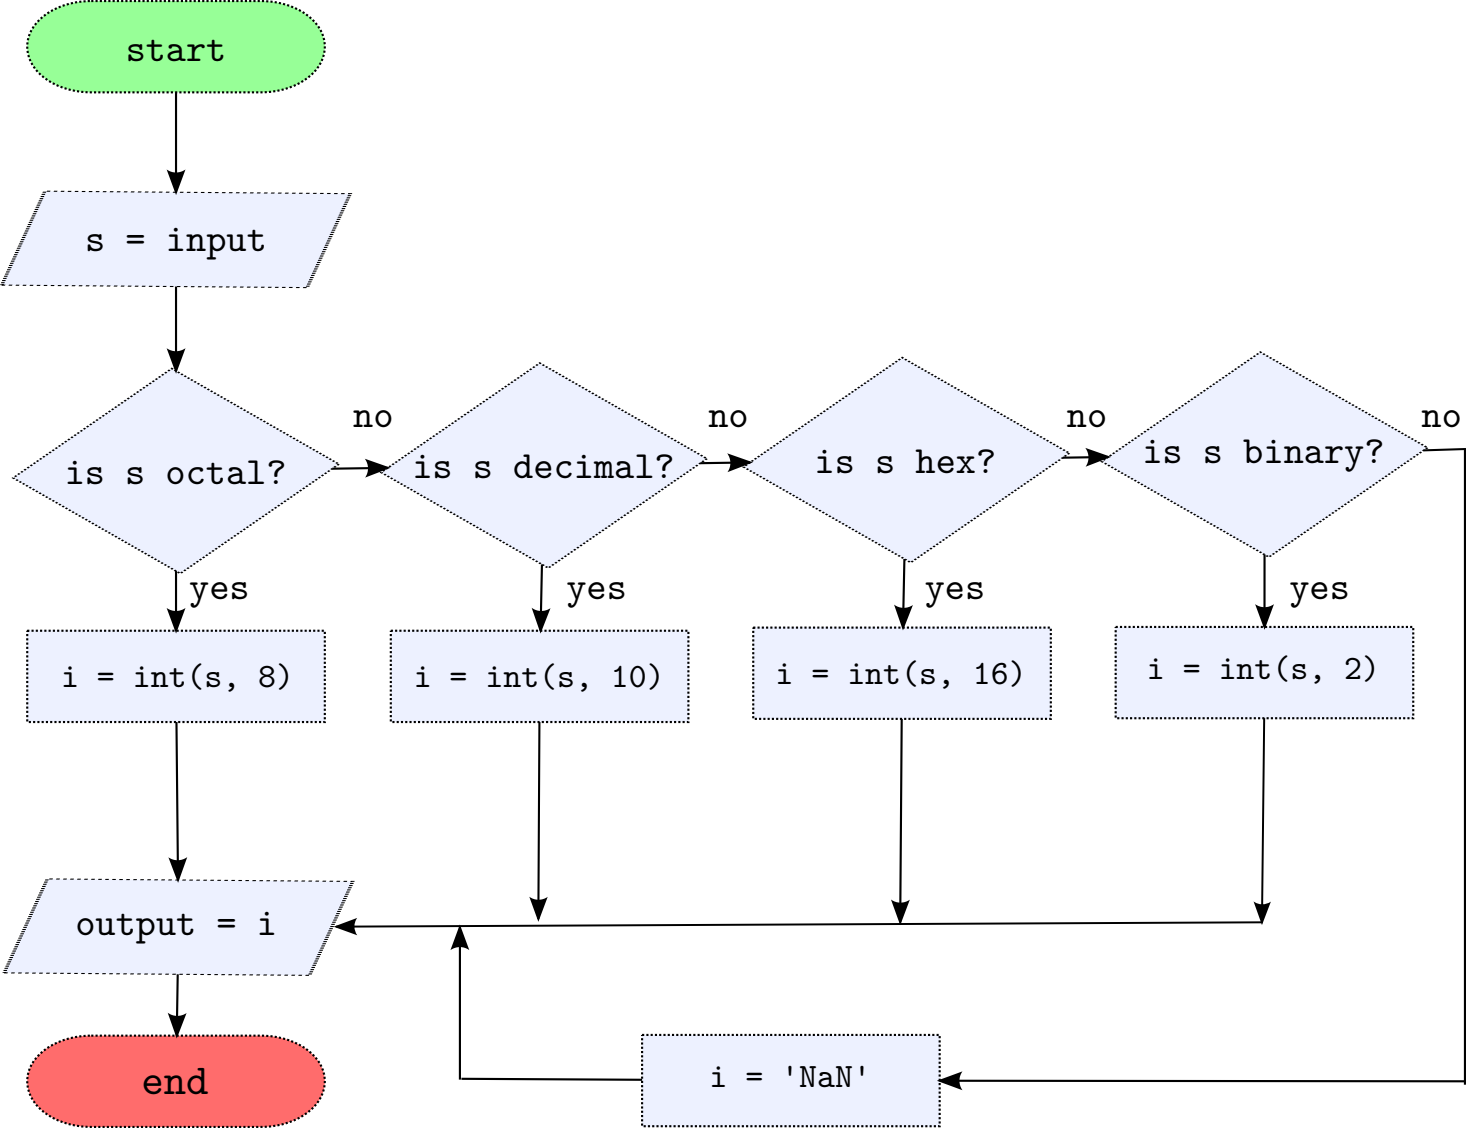 start
s = input
no
no
no
no
is s octal?
is s decimal?
is s hex?
is s binary?
yes
yes
yes
yes
i = int(s, 8)
i = int(s, 10)
i = int(s, 16)
i = int(s, 2)
output = i
end
i = 'NaN'